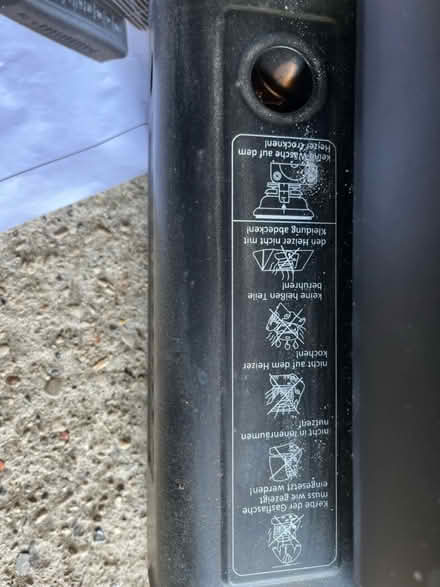 Kerbe der Gasflasche
muss wie gezeigt
eingesetzt werden!
nicht in Innenräumen
nutzen!
nicht auf dem Heizer
kochen!
keine heißen Teile
berühren!
den Heizer nicht mit
Kleidung abdecken!
keine Wäsche auf dem
Heizer trocknen!